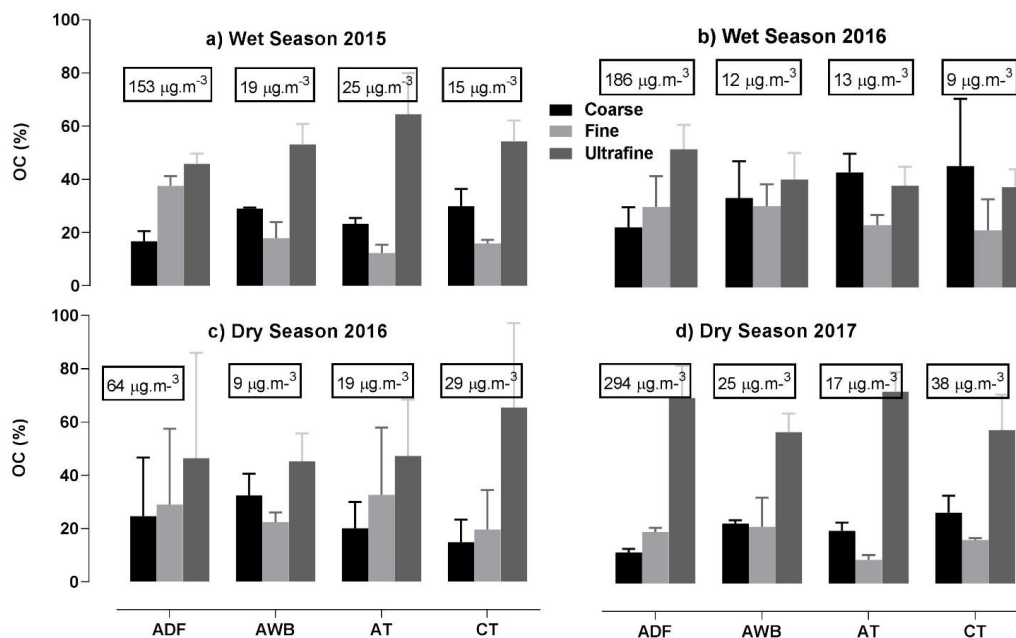 a) Wet Season 2015
OC (%)
100
80
60
40
20
0
153 μg.m⁻³
19 μg.m⁻³
25 μg.m⁻³
15 μg.m⁻³
b) Wet Season 2016
186 μg.m⁻³
12 μg.m⁻³
13 μg.m⁻³
9 μg.m⁻³
Coarse
Fine
Ultrafine
c) Dry Season 2016
OC (%)
100
80
60
40
20
0
64 μg.m-³
9 μg.m-³
19 μg.m-³
29 μg.m-³
ADF
AWB
AT
CT
d) Dry Season 2017
294 μg.m-³
25 μg.m-³
17 μg.m-³
38 μg.m-³
ADF
AWB
AT
CT